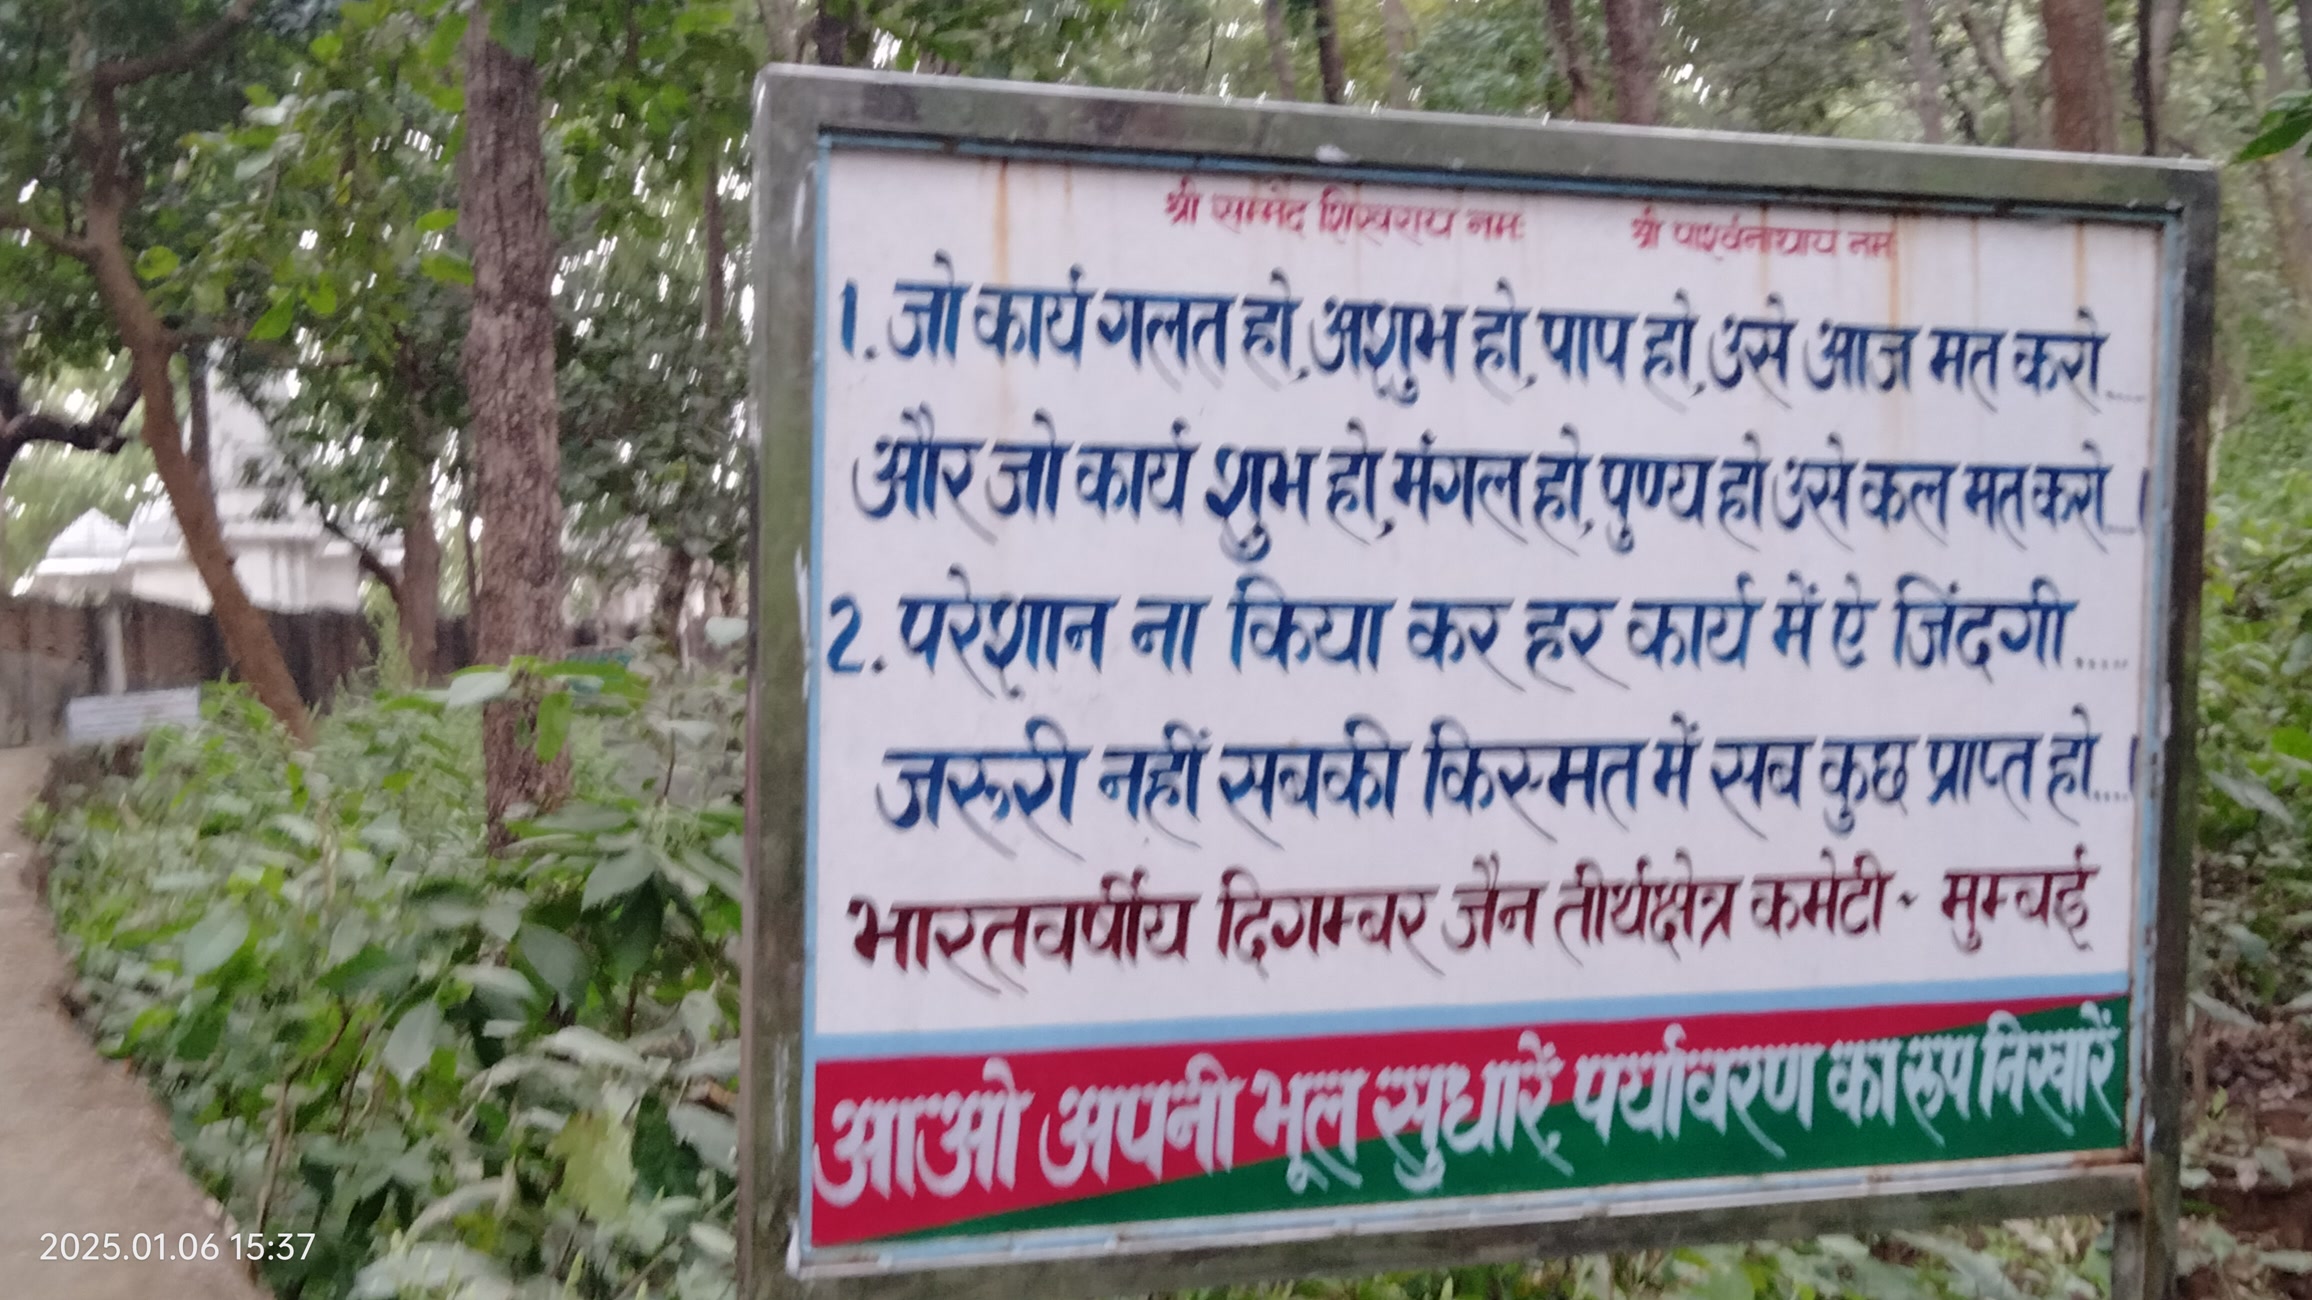 श्री सम्मेद शिखराय नमः श्री पार्श्वनाथाय नमः
1. जो कार्य गलत हो, अशुभ हो, पाप हो, उसे आज मत करो....
और जो कार्य शुभ हो, मंगल हो, पुण्य हो उसे कल मत करो...।
2. परेशान ना किया कर हर कार्य में ऐ जिंदगी.....
जरूरी नहीं सबकी किस्मत में सब कुछ प्राप्त हो....।
भारतवर्षीय दिगम्बर जैन तीर्थक्षेत्र कमेटी - मुम्बई
आओ अपनी भूल सुधारें, पर्यावरण का रूप निखारें
2025.01.06 15:37